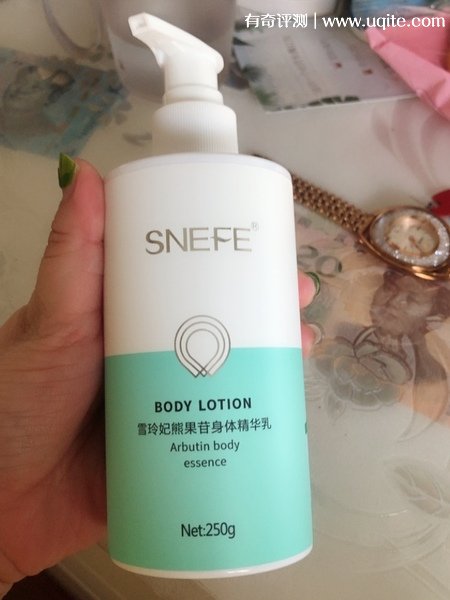 有奇评测 | www.uqite.com
20
SNEFE®
BODY LOTION
雪玲妃熊果苷身体精华乳
Arbutin body
essence
Net:250g